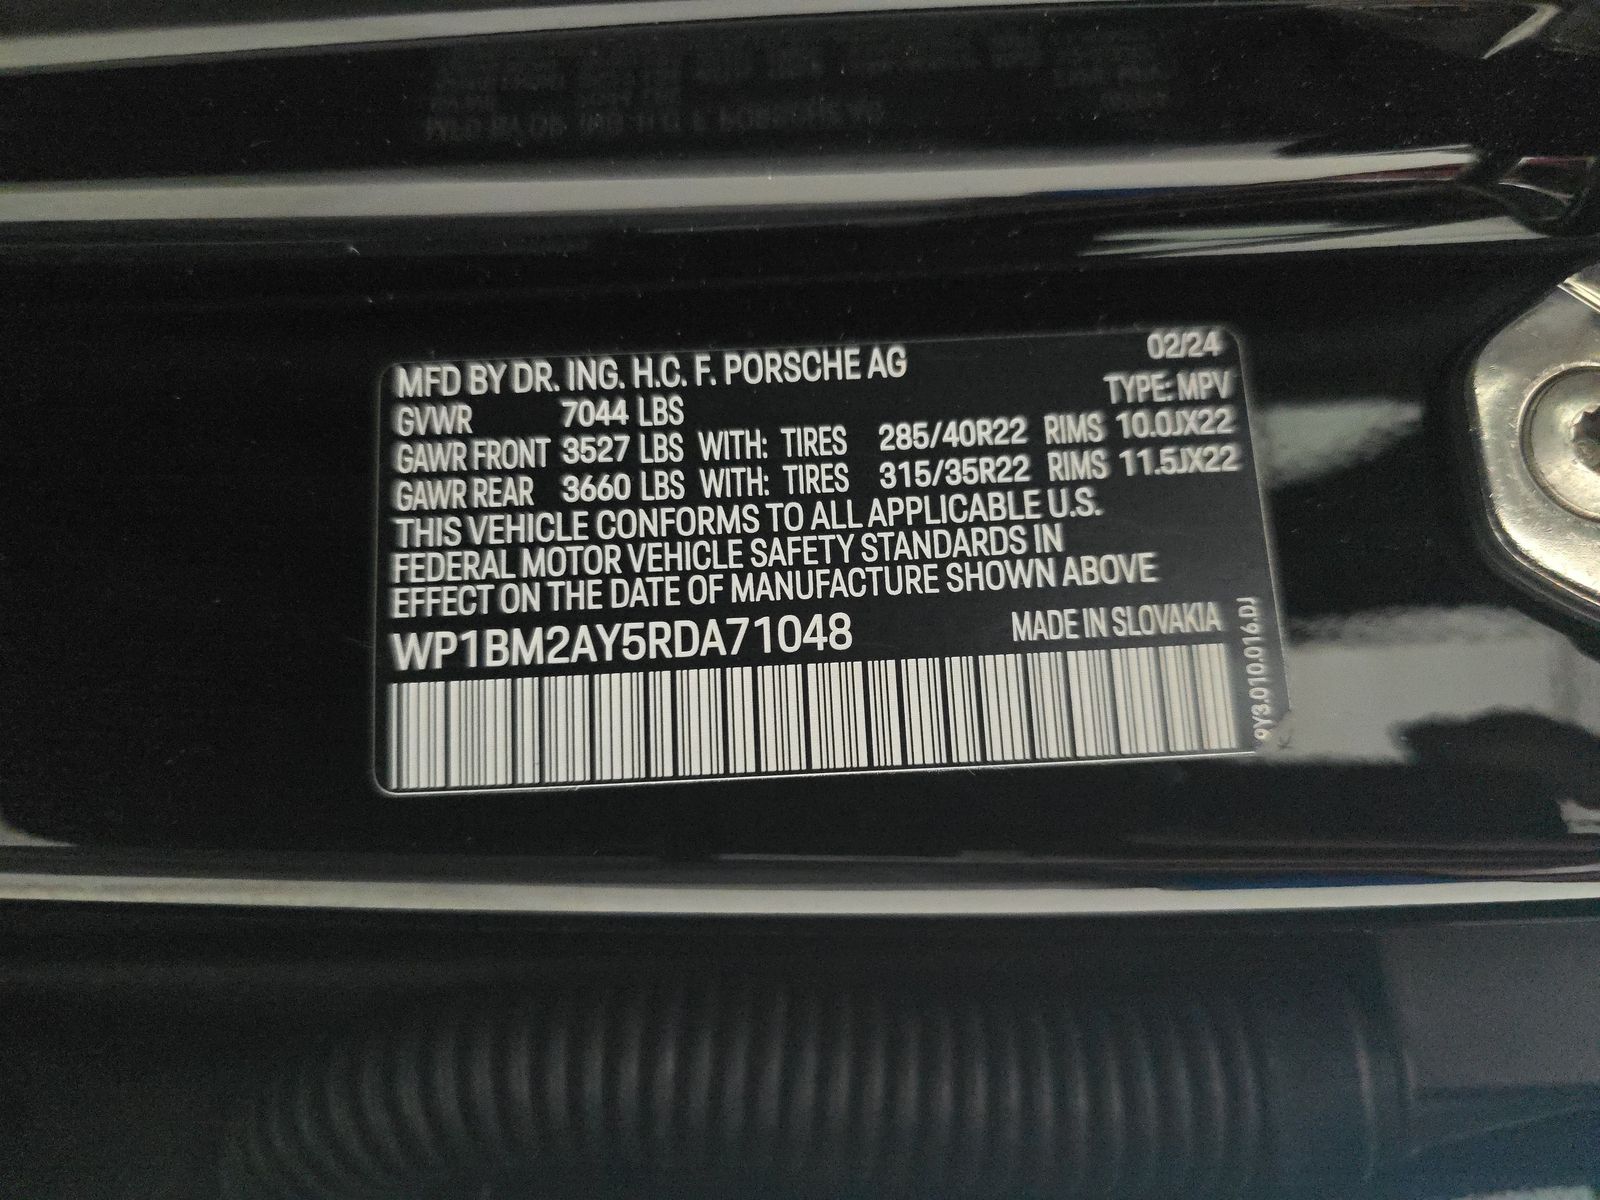 MFD BY DR. ING. H.C. F. PORSCHE AG 02/24
GVWR 7044 LBS TYPE: MPV
GAWR FRONT 3527 LBS WITH: TIRES 285/40R22 RIMS 10.0JX22
GAWR REAR 3660 LBS WITH: TIRES 315/35R22 RIMS 11.5JX22
THIS VEHICLE CONFORMS TO ALL APPLICABLE U.S.
FEDERAL MOTOR VEHICLE SAFETY STANDARDS IN
EFFECT ON THE DATE OF MANUFACTURE SHOWN ABOVE
WP1BM2AY5RDA71048 MADE IN SLOVAKIA
9Y3.010.016.rd